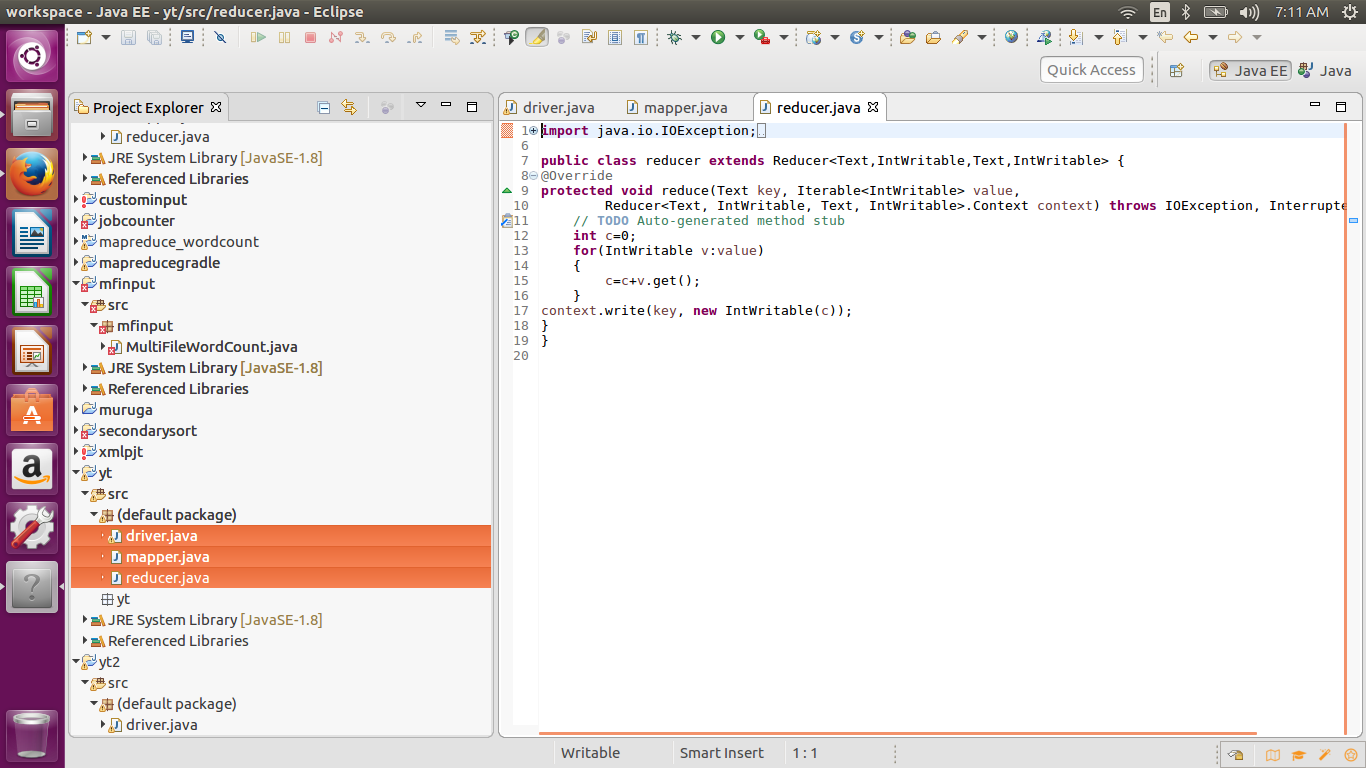 workspace - Java EE - yt/src/reducer.java - Eclipse
En
7:11 AM
Quick Access
Java EE
Java
Project Explorer
reducer.java
JRE System Library [JavaSE-1.8]
Referenced Libraries
custominput
jobcounter
mapreduce_wordcount
mapreducegradle
mfinput
src
mfinput
MultiFileWordCount.java
JRE System Library [JavaSE-1.8]
Referenced Libraries
muruga
secondarysort
xmlpjt
yt
src
(default package)
driver.java
mapper.java
reducer.java
yt
JRE System Library [JavaSE-1.8]
Referenced Libraries
yt2
src
(default package)
driver.java
driver.java
mapper.java
reducer.java
1 import java.io.IOException;
6
7 public class reducer extends Reducer<Text,IntWritable,Text,IntWritable> {
8 @Override
9 protected void reduce(Text key, Iterable<IntWritable> value,
10 Reducer<Text, IntWritable, Text, IntWritable>.Context context) throws IOException, Interrupte
11 // TODO Auto-generated method stub
12 int c=0;
13 for(IntWritable v:value)
14 {
15 c=c+v.get();
16 }
17 context.write(key, new IntWritable(c));
18 }
19 }
20
Writable
Smart Insert
1 : 1